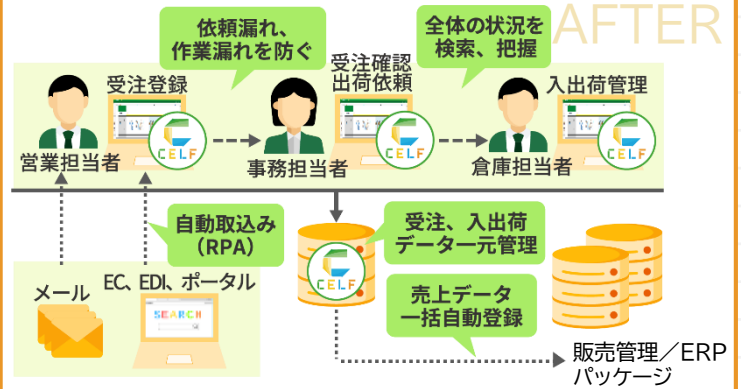 AFTER
依頼漏れ、
作業漏れを防ぐ
全体の状況を
検索、把握
受注登録
受注確認
出荷依頼
入出荷管理
CELF
CELF
CELF
営業担当者
事務担当者
倉庫担当者
自動取込み
(RPA)
受注、入出荷
データ一元管理
メール
EC、EDI、ポータル
SEARCH
CELF
売上データ
一括自動登録
販売管理／ERP
パッケージ